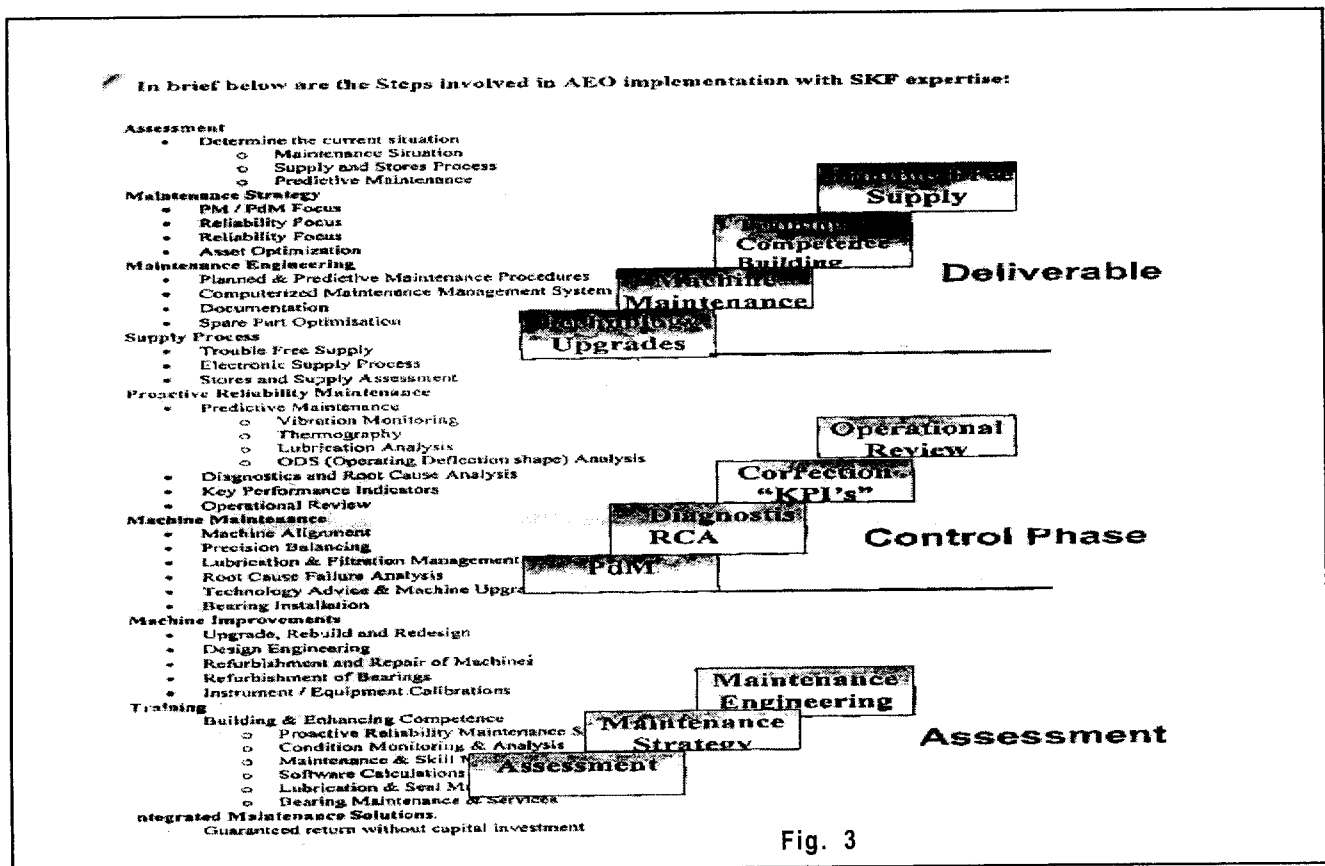 In brief below are the Steps involved in AEO implementation with SKF expertise:
Assessment
• Determine the current situation
o Maintenance Situation
o Supply and Stores Process
o Predictive Maintenance
Maintenance Strategy
• PM / PdM Focus
• Reliability Focus
• Reliability Focus
• Asset Optimization
Maintenance Engineering
• Planned & Predictive Maintenance Procedures
• Computerized Maintenance Management System
• Documentation
• Spare Part Optimisation
Supply Process
• Trouble Free Supply
• Electronic Supply Process
• Stores and Supply Assessment
Proactive Reliability Maintenance
• Predictive Maintenance
o Vibration Monitoring
o Thermography
o Lubrication Analysis
o ODS (Operating Deflection shape) Analysis
• Diagnostics and Root Cause Analysis
• Key Performance Indicators
• Operational Review
Machine Maintenance
• Machine Alignment
• Precision Balancing
• Lubrication & Filtration Management
• Root Cause Failure Analysis
• Technology Advice & Machine Upgra
• Bearing Installation
Machine Improvements
• Upgrade, Rebuild and Redesign
• Design Engineering
• Refurbishment and Repair of Machines
• Refurbishment of Bearings
• Instrument / Equipment Calibrations
Training
Building & Enhancing Competence
o Proactive Reliability Maintenance S
o Condition Monitoring & Analysis
o Maintenance & Skill
o Software Calculations
o Lubrication & Seal M
o Bearing Maintenance & Services
ntegrated Maintenance Solutions.
Guaranteed return without capital investment
Supply
Competence
Building
Machine
Maintenance
Technology
Upgrades
Deliverable
Operational
Review
Correction
"KPI's"
Diagnostis
RCA
PdM
Control Phase
Maintenance
Engineering
Maintenance
Strategy
Assessment
Assessment
Fig. 3